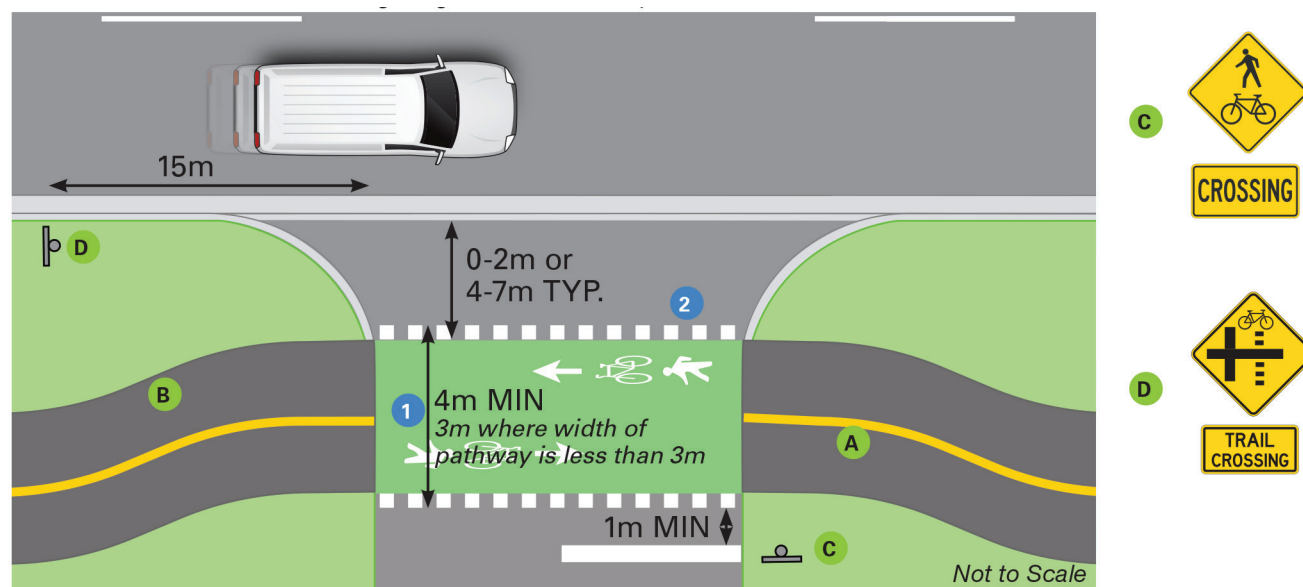 15m
C
CROSSING
D
0-2m or
4-7m TYP.
2
B
1
4m MIN
3m where width of
pathway is less than 3m
A
D
TRAIL
CROSSING
1m MIN
C
Not to Scale